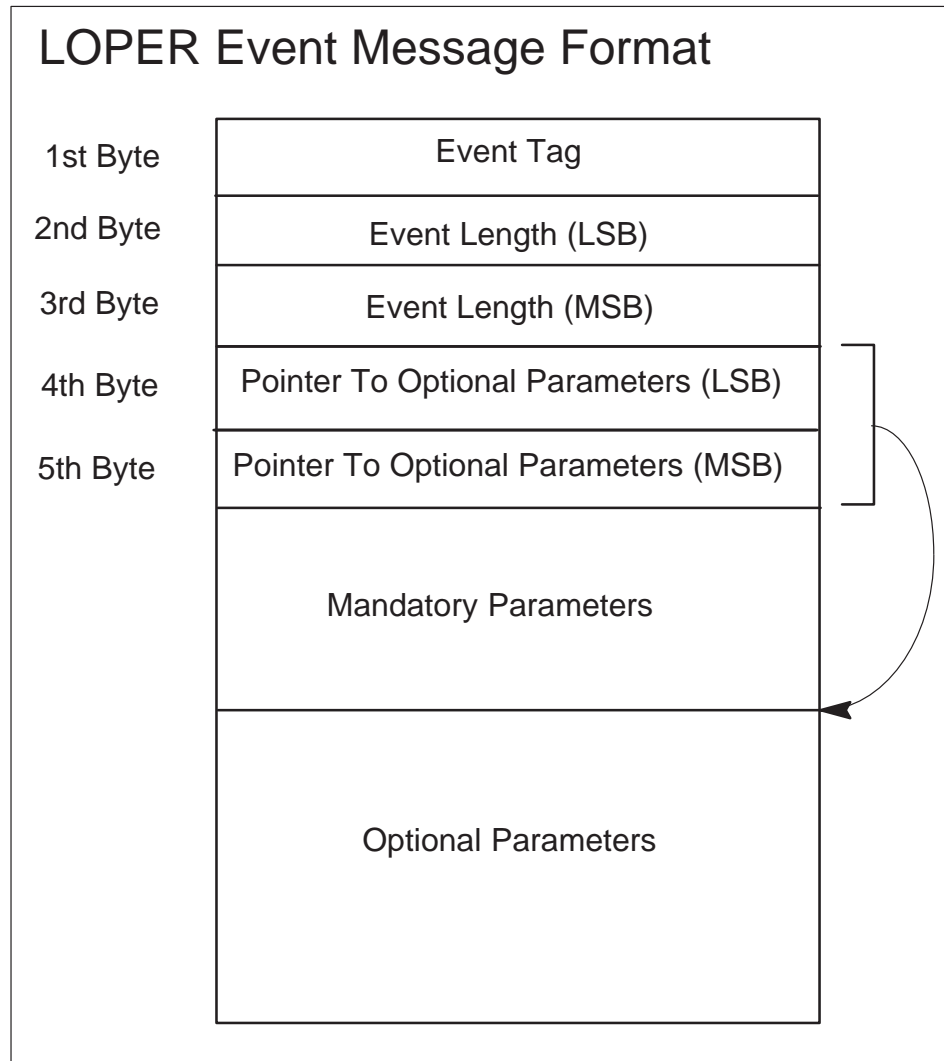 LOPER Event Message Format
1st Byte
Event Tag
2nd Byte
Event Length (LSB)
3rd Byte
Event Length (MSB)
4th Byte
Pointer To Optional Parameters (LSB)
5th Byte
Pointer To Optional Parameters (MSB)
Mandatory Parameters
Optional Parameters